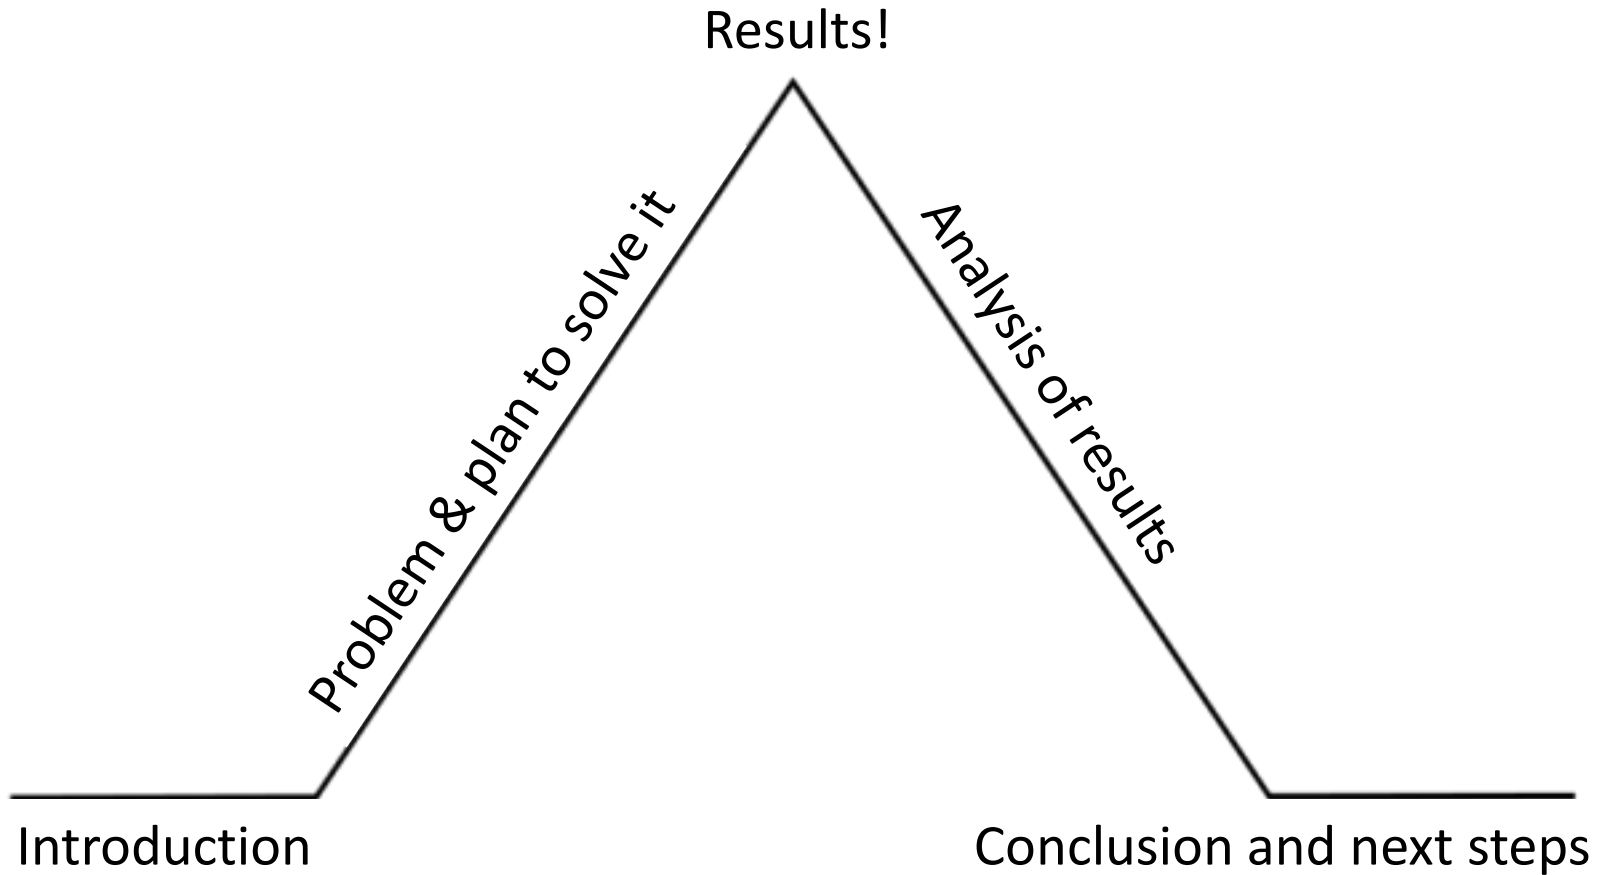 Results!
Problem & plan to solve it
Analysis of results
Introduction
Conclusion and next steps